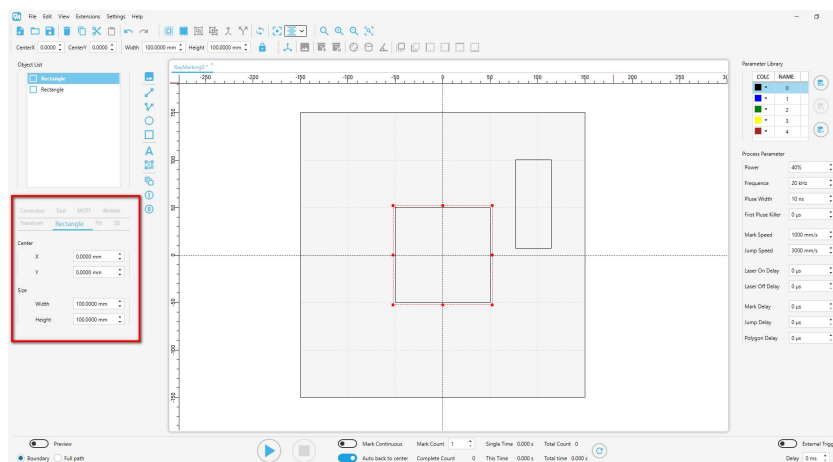 File Edit View Extensions Settings Help
CenterX 0.0000 CenterY 0.0000 Width 100.0000 mm Height 100.0000 mm
Object List
Rectangle
Rectangle
RayMarking0 *
-250 -200 -150 -100 -50 0 50 100 150 200 250
150
100
50
0
-50
-100
-150
Correction Tool MOTF Wobble
Transform Rectangle Fill 3D
Center
X 0.0000 mm
Y 0.0000 mm
Size
Width 100.0000 mm
Height 100.0000 mm
Parameter Library
COLC NAME
0
1
2
3
4
Process Parameter
Power 40%
Frequence 20 kHz
Pluse Width 10 ns
First Pluse Killer 0 μs
Mark Speed 1000 mm/s
Jump Speed 3000 mm/s
Laser On Delay 0 μs
Laser Off Delay 0 μs
Mark Delay 0 μs
Jump Delay 0 μs
Polygon Delay 0 μs
Preview Mark Continuous Mark Count 1 Single Time 0.000 s Total Count 0 External Trigg
Boundary Full path Auto back to center Complete Count 0 This Time 0.000 s Total time 0.000 s Delay 0 ms